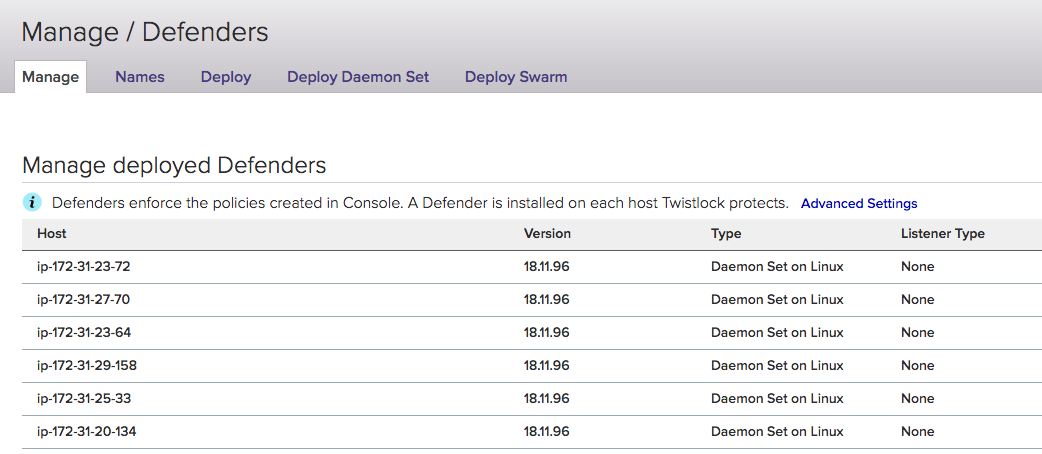 Manage / Defenders
Manage Names Deploy Deploy Daemon Set Deploy Swarm
Manage deployed Defenders
i Defenders enforce the policies created in Console. A Defender is installed on each host Twistlock protects. Advanced Settings
Host Version Type Listener Type
ip-172-31-23-72 18.11.96 Daemon Set on Linux None
ip-172-31-27-70 18.11.96 Daemon Set on Linux None
ip-172-31-23-64 18.11.96 Daemon Set on Linux None
ip-172-31-29-158 18.11.96 Daemon Set on Linux None
ip-172-31-25-33 18.11.96 Daemon Set on Linux None
ip-172-31-20-134 18.11.96 Daemon Set on Linux None